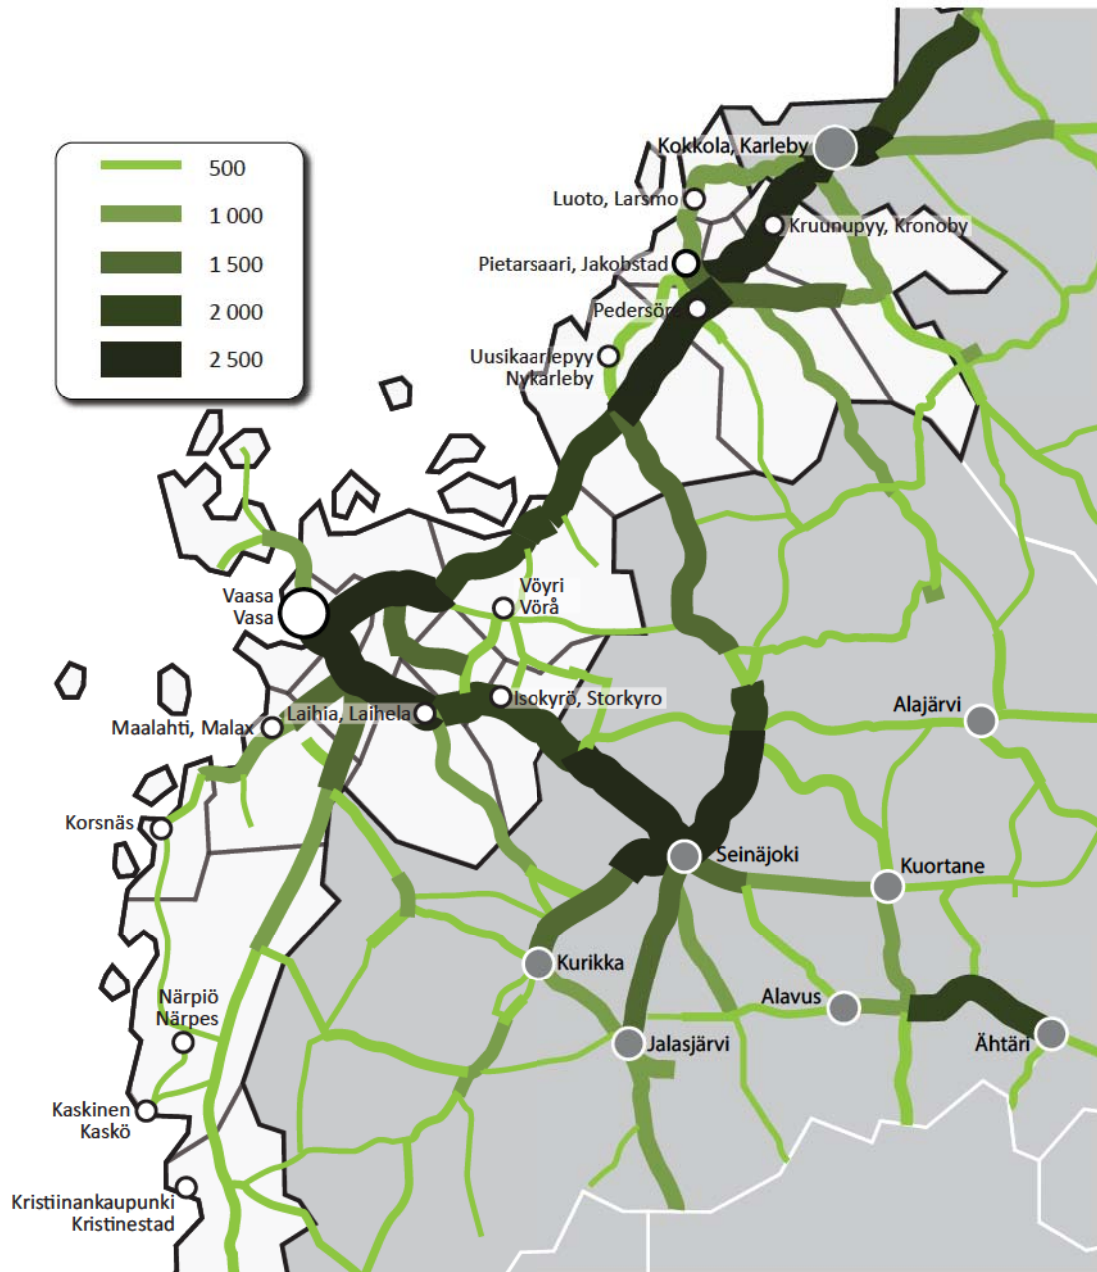 500
1 000
1 500
2 000
2 500
Kokkola, Karleby
Luoto, Larsmo
Kruunupyy, Kronoby
Pietarsaari, Jakobstad
Pedersöre
Uusikaarlepyy
Nykarleby
Vöyri
Vörå
Vaasa
Vasa
Isokyrö, Storkyro
Alajärvi
Laihia, Laihela
Maalahti, Malax
Korsnäs
Seinäjoki
Kuortane
Kurikka
Närpiö
Närpes
Alavus
Jalasjärvi
Ähtäri
Kaskinen
Kaskö
Kristiinankaupunki
Kristinestad